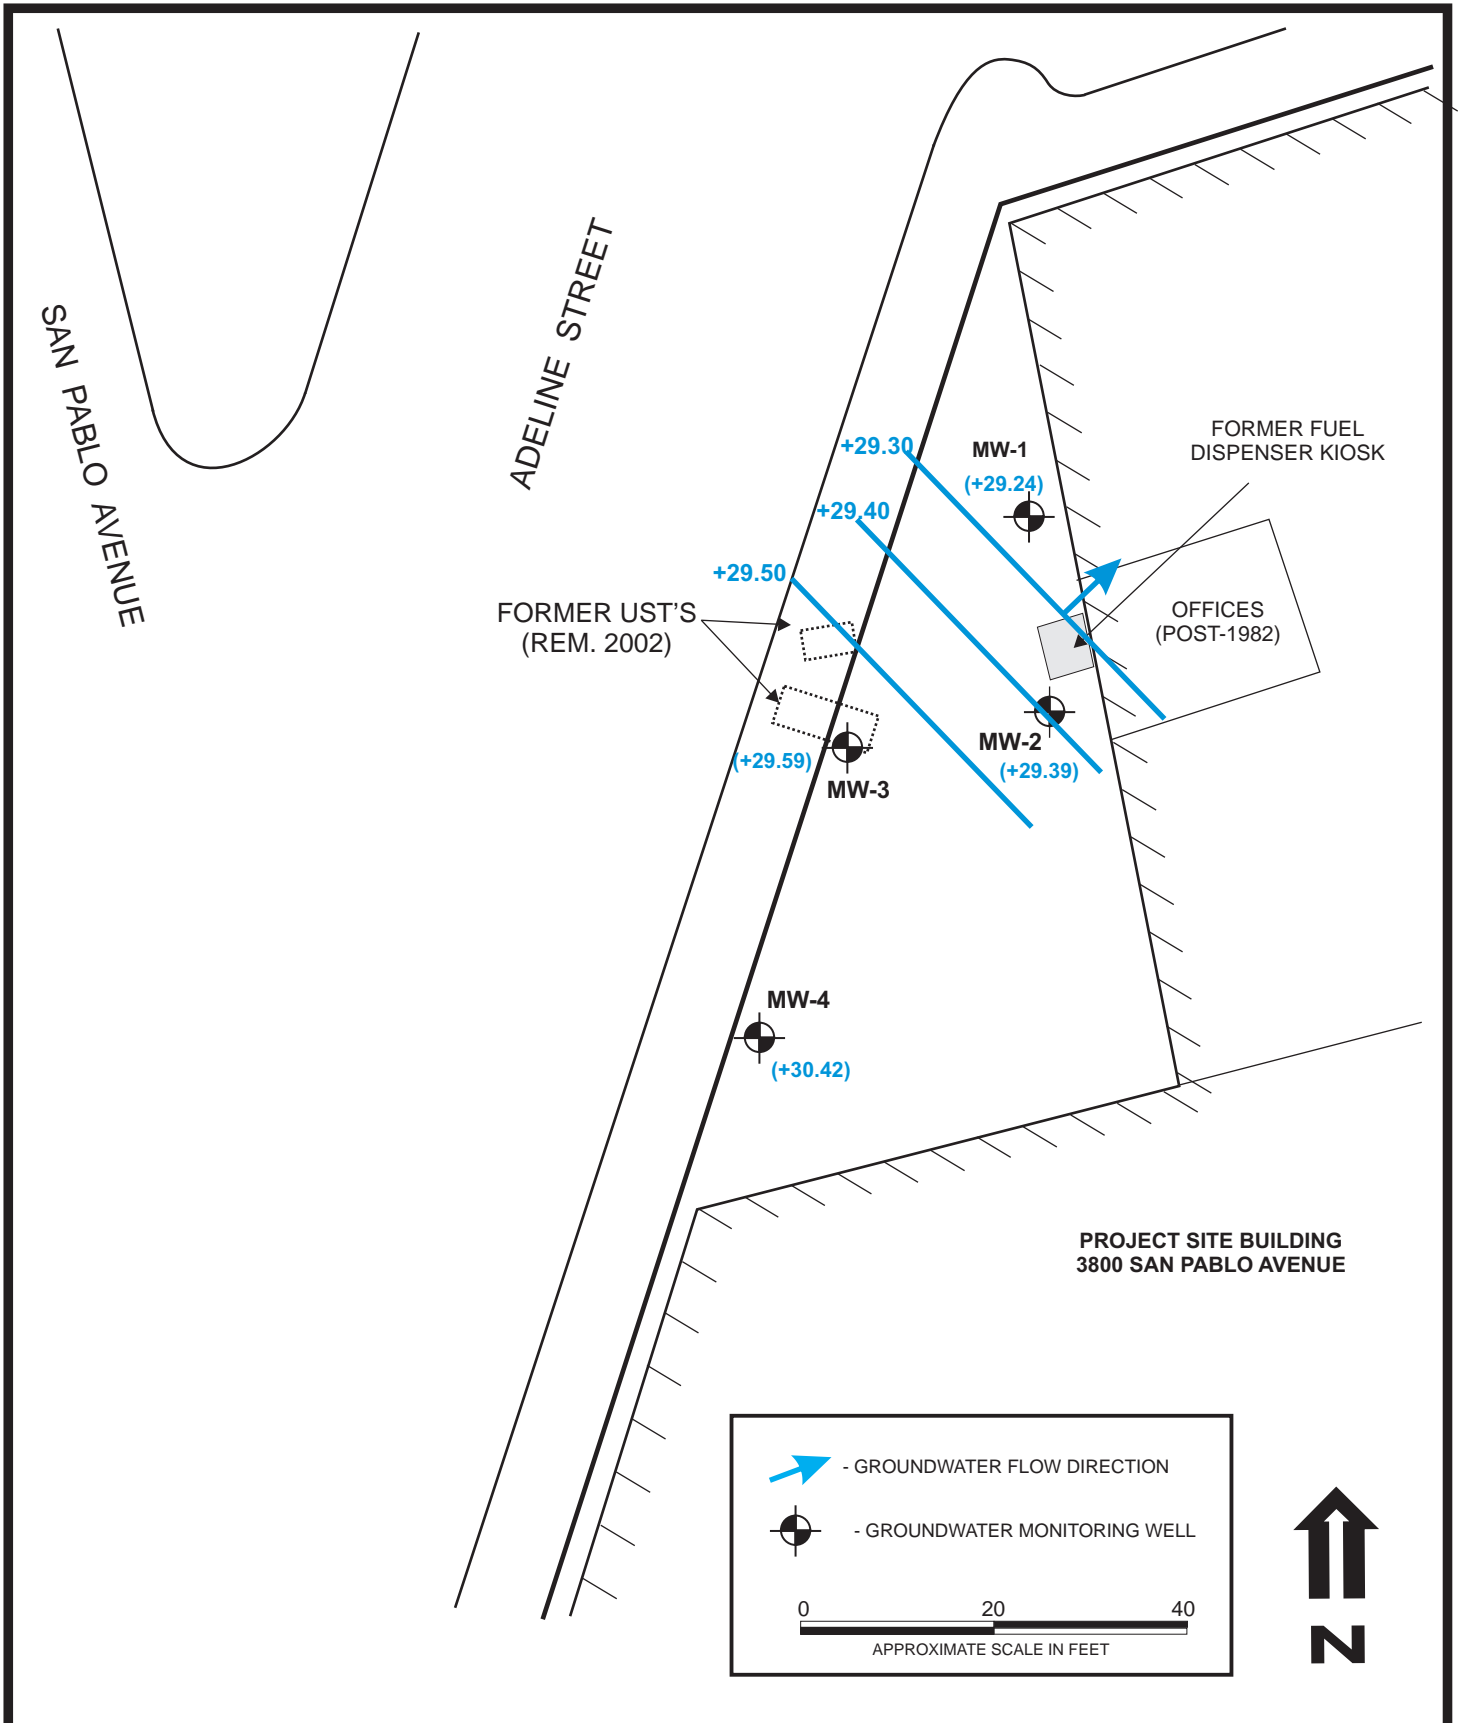 SAN PABLO AVENUE
ADELINE STREET
FORMER FUEL
DISPENSER KIOSK
+29.30
MW-1
(+29.24)
+29.40
+29.50
FORMER UST'S
(REM. 2002)
OFFICES
(POST-1982)
MW-2
(+29.39)
(+29.59)
MW-3
MW-4
(+30.42)
PROJECT SITE BUILDING
3800 SAN PABLO AVENUE
- GROUNDWATER FLOW DIRECTION
- GROUNDWATER MONITORING WELL
0 20 40
APPROXIMATE SCALE IN FEET
N